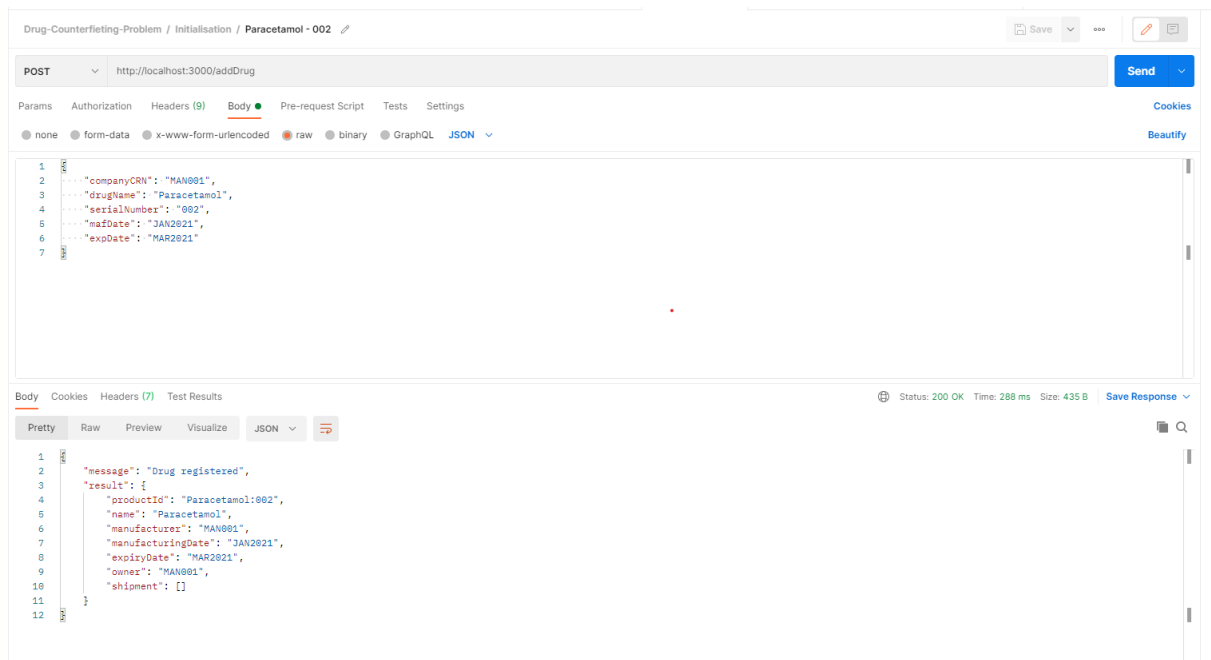 Drug-Counterfieting-Problem / Initialisation / Paracetamol - 002
Save
POST http://localhost:3000/addDrug Send
Params Authorization Headers (9) Body Pre-request Script Tests Settings Cookies
none form-data x-www-form-urlencoded raw binary GraphQL JSON Beautify
1 {
2 "companyCRN": "MAN001",
3 "drugName": "Paracetamol",
4 "serialNumber": "002",
5 "mafDate": "JAN2021",
6 "expDate": "MAR2021"
7 }
Body Cookies Headers (7) Test Results Status: 200 OK Time: 288 ms Size: 435 B Save Response
Pretty Raw Preview Visualize JSON
1 {
2 "message": "Drug registered",
3 "result": {
4 "productId": "Paracetamol:002",
5 "name": "Paracetamol",
6 "manufacturer": "MAN001",
7 "manufacturingDate": "JAN2021",
8 "expiryDate": "MAR2021",
9 "owner": "MAN001",
10 "shipment": []
11 }
12 }